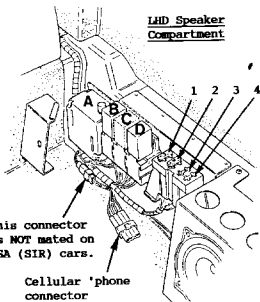 LHD Speaker
Compartment
1 2 3 4
A B C D
his connector
s NOT mated on
SA (SIR) cars.
Cellular 'phone
connector